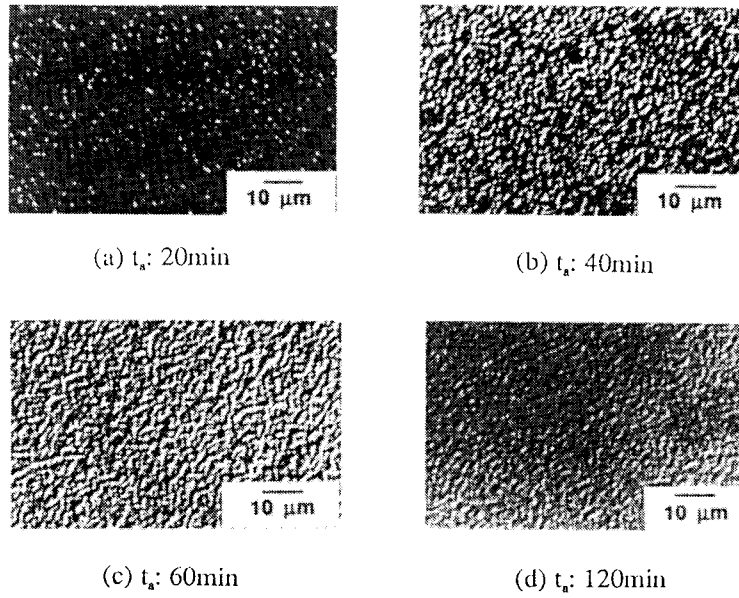 10 μm
10 μm
(a) tₐ: 20min
(b) tₐ: 40min
10 μm
10 μm
(c) tₐ: 60min
(d) tₐ: 120min